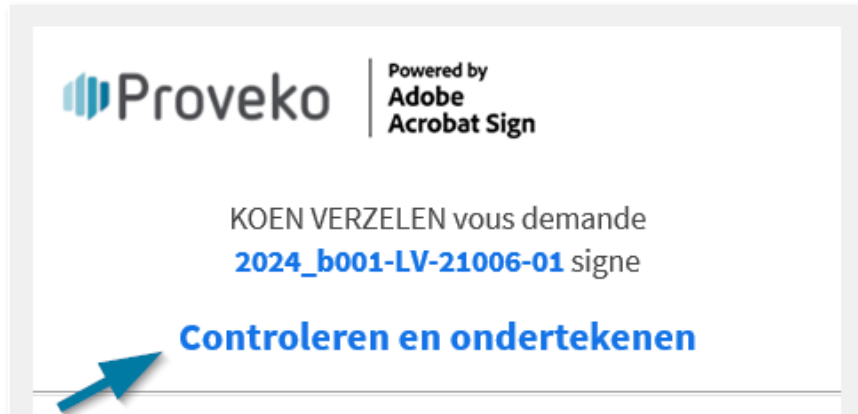 Proveko
Powered by
Adobe
Acrobat Sign
KOEN VERZELEN vous demande
2024_b001-LV-21006-01 signe
Controleren en ondertekenen